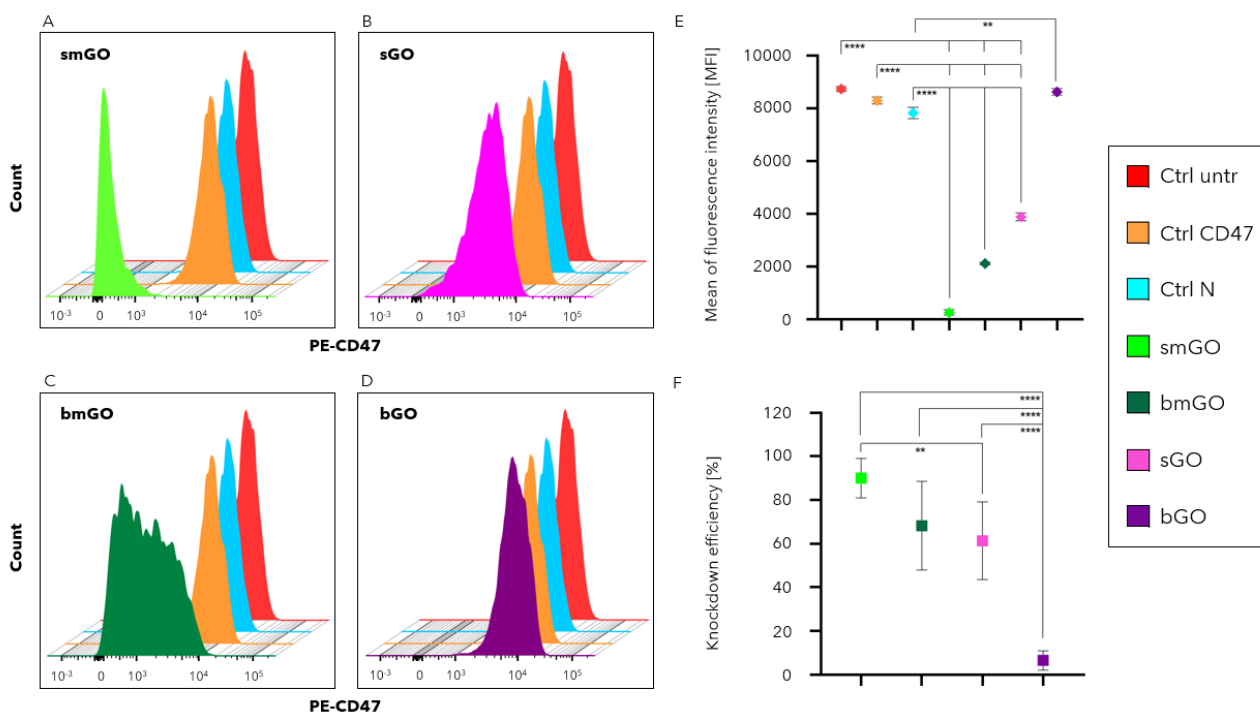 A
smGO
Count
10-3 0 10³ 10⁴ 10⁵
PE-CD47
B
sGO
10-3 0 10³ 10⁴ 10⁵
C
bmGO
Count
10-3 0 10³ 10⁴ 10⁵
PE-CD47
D
bGO
10-3 0 10³ 10⁴ 10⁵
E
Mean of fluorescence intensity [MFI]
10000
8000
6000
4000
2000
0
**
****
****
****
F
Knockdown efficiency [%]
120
100
80
60
40
20
0
****
****
****
**
Ctrl untr
Ctrl CD47
Ctrl N
smGO
bmGO
sGO
bGO